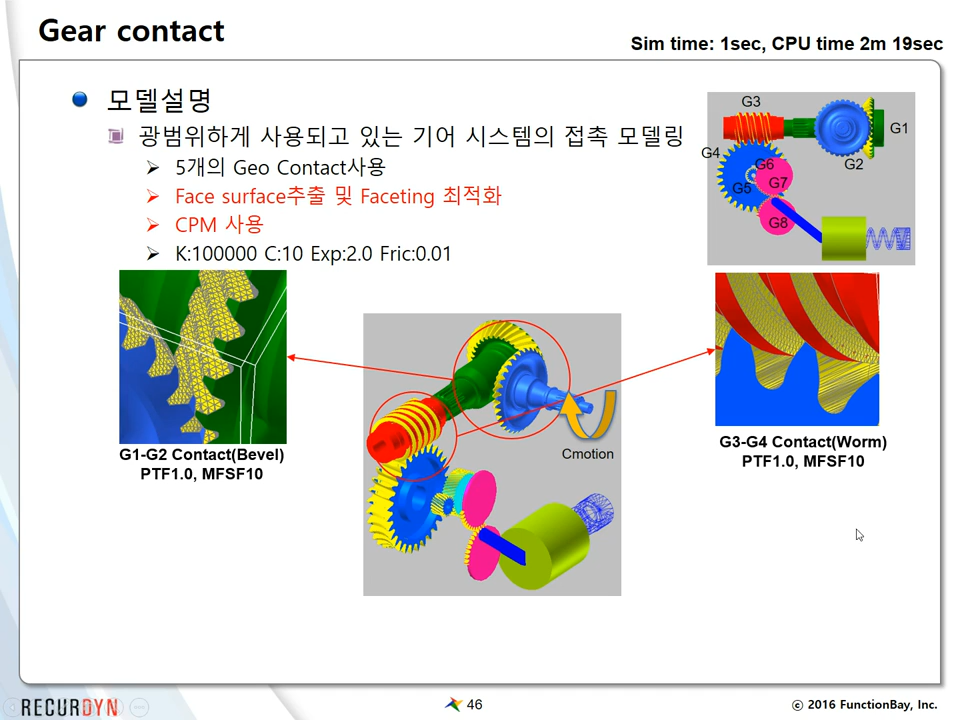 Gear contact
Sim time: 1sec, CPU time 2m 19sec
모델설명
광범위하게 사용되고 있는 기어 시스템의 접촉 모델링
5개의 Geo Contact사용
Face surface추출 및 Faceting 최적화
CPM 사용
K:100000 C:10 Exp:2.0 Fric:0.01
G3
G1
G4
G2
G6
G5
G7
G8
G1-G2 Contact(Bevel)
PTF1.0, MFSF10
Cmotion
G3-G4 Contact(Worm)
PTF1.0, MFSF10
RECURDYN
46
© 2016 FunctionBay, Inc.